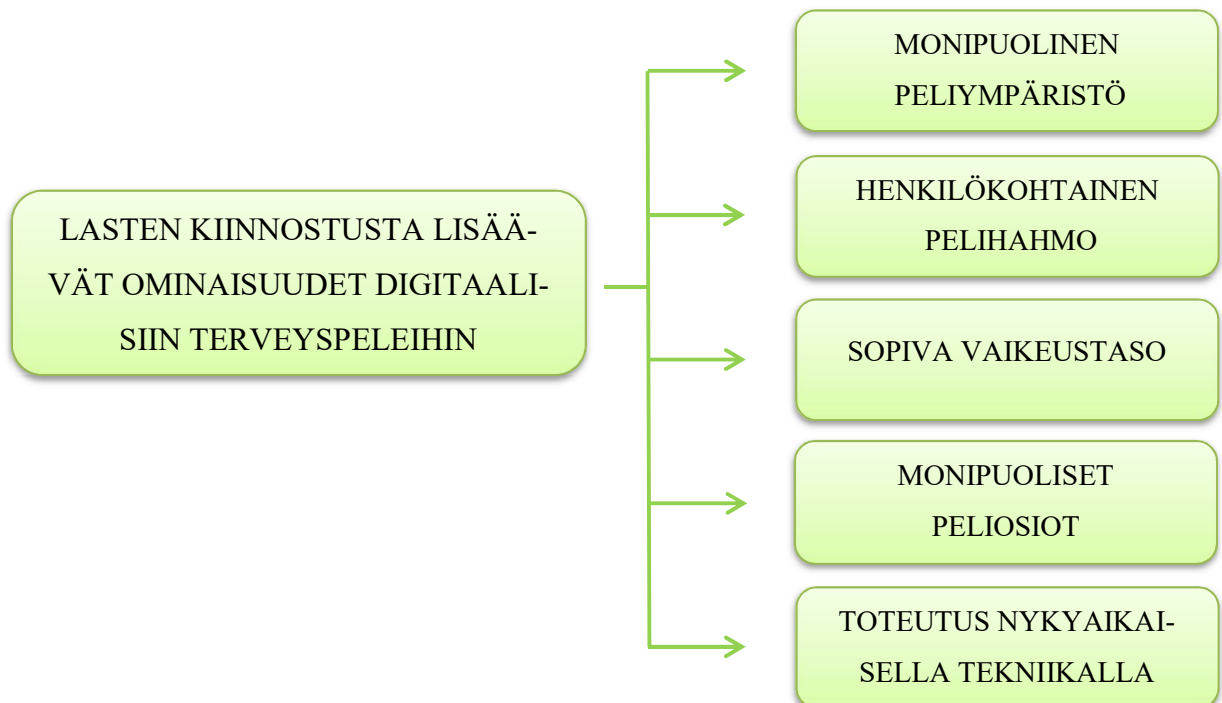 LASTEN KIINNOSTUSTA LISÄÄ-
VÄT OMINAISUUDET DIGITAALI-
SIIN TERVEYSPELEIHIN
MONIPUOLINEN
PELIYMPÄRISTÖ
HENKILÖKOHTAINEN
PELIHAHMO
SOPIVA VAIKEUSTASO
MONIPUOLISET
PELIOSIOT
TOTEUTUS NYKYAIKAI-
SELLA TEKNIIKALLA